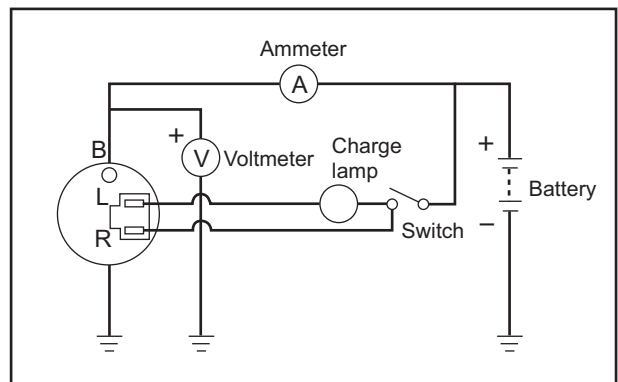 Ammeter
A
B
+
V
Voltmeter
Charge
lamp
+
L
Battery
R
Switch
−